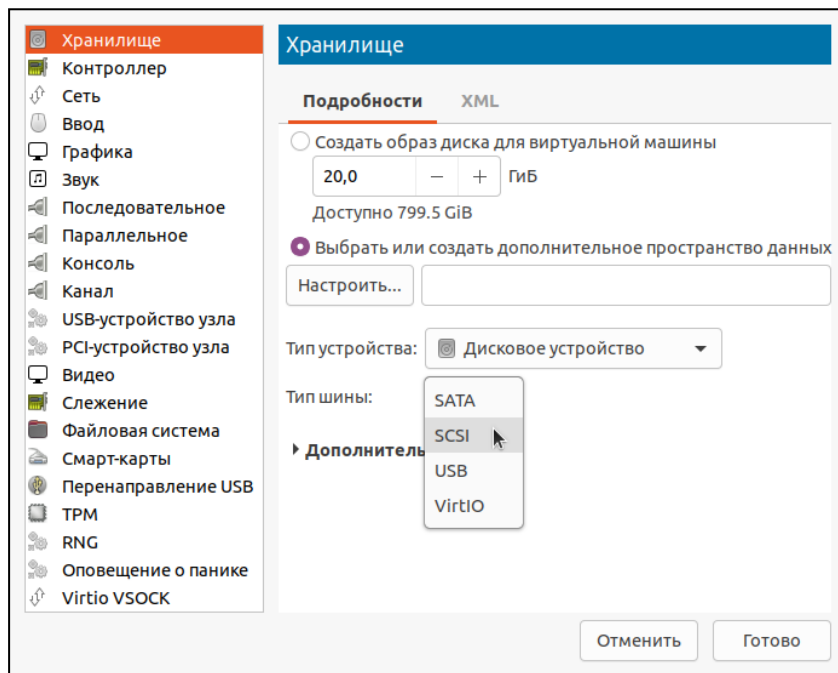 Хранилище
Контроллер
Сеть
Ввод
Графика
Звук
Последовательное
Параллельное
Консоль
Канал
USB-устройство узла
PCI-устройство узла
Видео
Слежение
Файловая система
Смарт-карты
Перенаправление USB
TPM
RNG
Оповещение о панике
Virtio VSOCK
Хранилище
Подробности XML
Создать образ диска для виртуальной машины
20,0 − + ГиБ
Доступно 799.5 GiB
Выбрать или создать дополнительное пространство данных
Настроить...
Тип устройства: Дисковое устройство
Тип шины:
SATA
SCSI
Дополнитель
USB
VirtIO
Отменить Готово